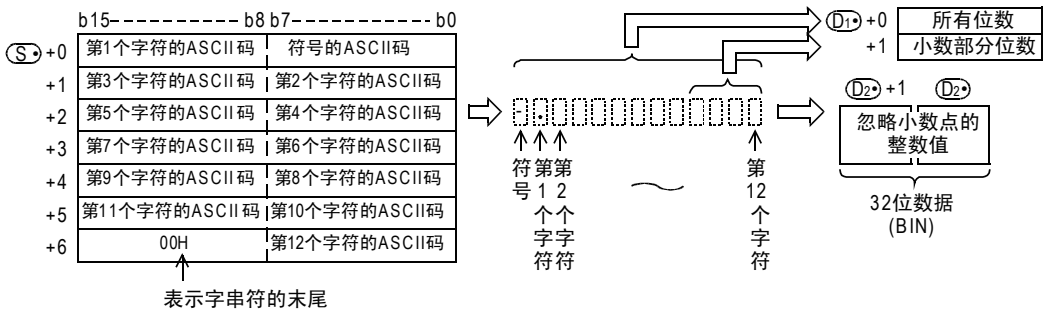 b15 b8 b7 b0
S• +0 第1个字符的ASCII码 符号的ASCII码
+1 第3个字符的ASCII码 第2个字符的ASCII码
+2 第5个字符的ASCII码 第4个字符的ASCII码
+3 第7个字符的ASCII码 第6个字符的ASCII码
+4 第9个字符的ASCII码 第8个字符的ASCII码
+5 第11个字符的ASCII码 第10个字符的ASCII码
+6 00H 第12个字符的ASCII码
表示字串符的末尾
- .
符号
第1个字符
第2个字符
第12个字符
D1• +0 所有位数
+1 小数部分位数
D2• +1 D2•
忽略小数点的
整数值
32位数据
(BIN)